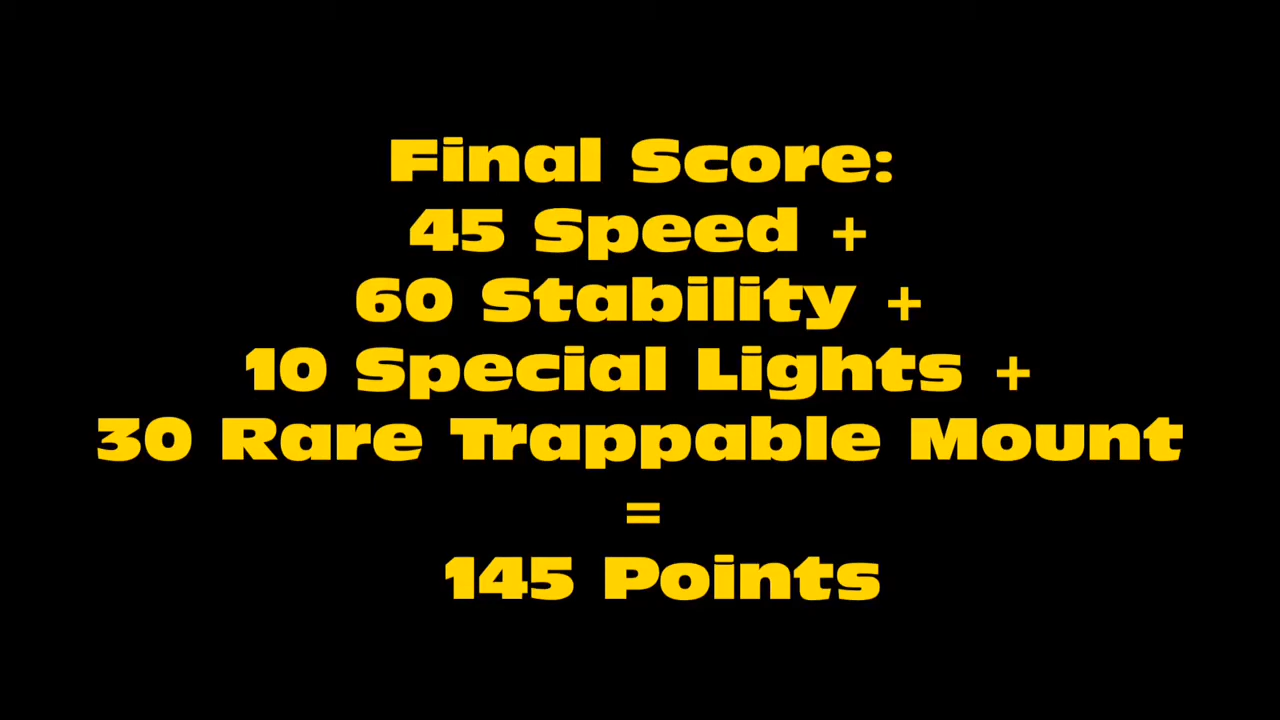 Final Score:
45 Speed +
60 Stability +
10 Special Lights +
30 Rare Trappable Mount
=
145 Points